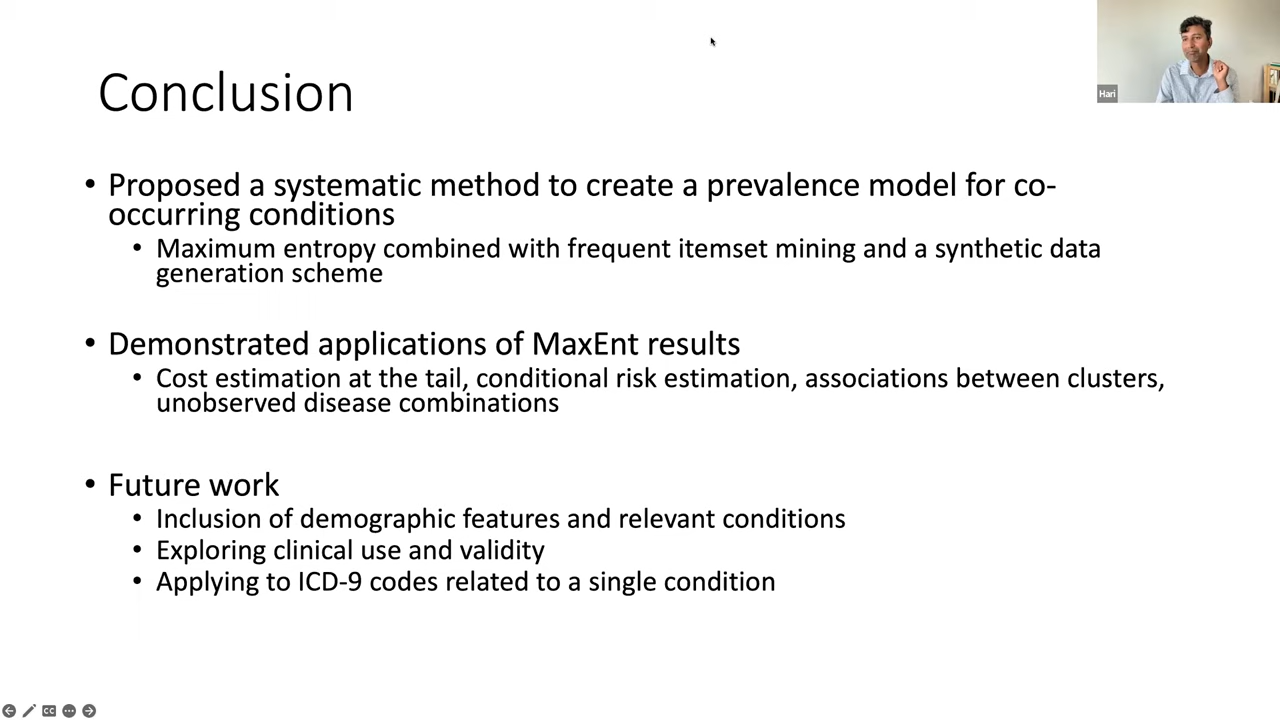 Conclusion
Hari
• Proposed a systematic method to create a prevalence model for co-
occurring conditions
• Maximum entropy combined with frequent itemset mining and a synthetic data
generation scheme
• Demonstrated applications of MaxEnt results
• Cost estimation at the tail, conditional risk estimation, associations between clusters,
unobserved disease combinations
• Future work
• Inclusion of demographic features and relevant conditions
• Exploring clinical use and validity
• Applying to ICD-9 codes related to a single condition
CC